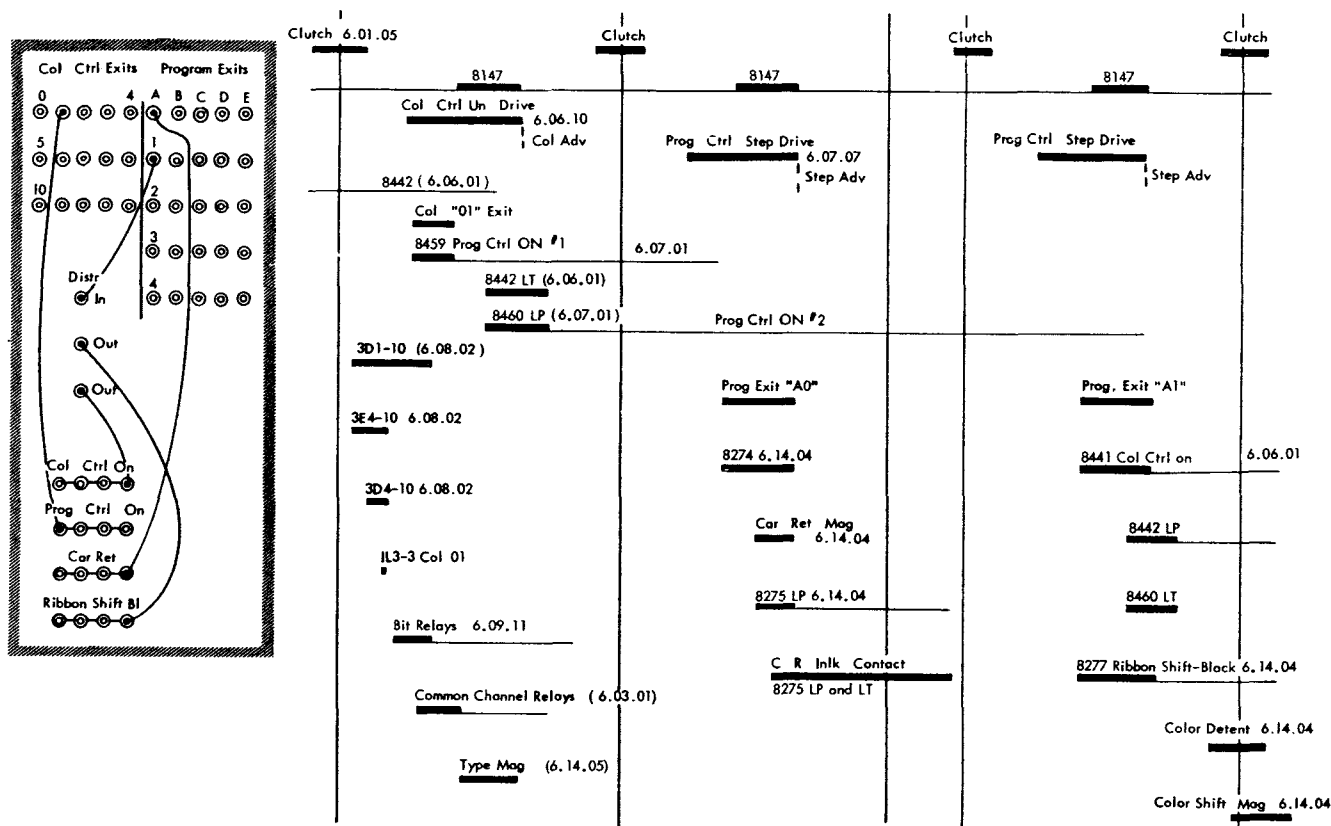 Col Ctrl Exits Program Exits
0 4 A B C D E
5 1
10 2
3
4
Distr
In
Out
Out
Col Ctrl On
Prog Ctrl On
Car Ret
Ribbon Shift Bl
Clutch 6.01.05
Clutch
Clutch
Clutch
8147
8147
8147
Col Ctrl Un Drive
6.06.10
Col Adv
Prog Ctrl Step Drive
6.07.07
Step Adv
Prog Ctrl Step Drive
Step Adv
8442 (6.06.01)
Col "01" Exit
8459 Prog Ctrl ON #1
6.07.01
8442 LT (6.06.01)
8460 LP (6.07.01)
Prog Ctrl ON #2
3D1-10 (6.08.02)
Prog Exit "A0"
Prog. Exit "A1"
3E4-10 6.08.02
8274 6.14.04
8441 Col Ctrl on
6.06.01
3D4-10 6.08.02
Car Ret Mag
6.14.04
8442 LP
IL3-3 Col 01
8275 LP 6.14.04
8460 LT
Bit Relays 6.09.11
C R Inlk Contact
8275 LP and LT
8277 Ribbon Shift-Black 6.14.04
Common Channel Relays (6.03.01)
Color Detent 6.14.04
Type Mag (6.14.05)
Color Shift Mag 6.14.04